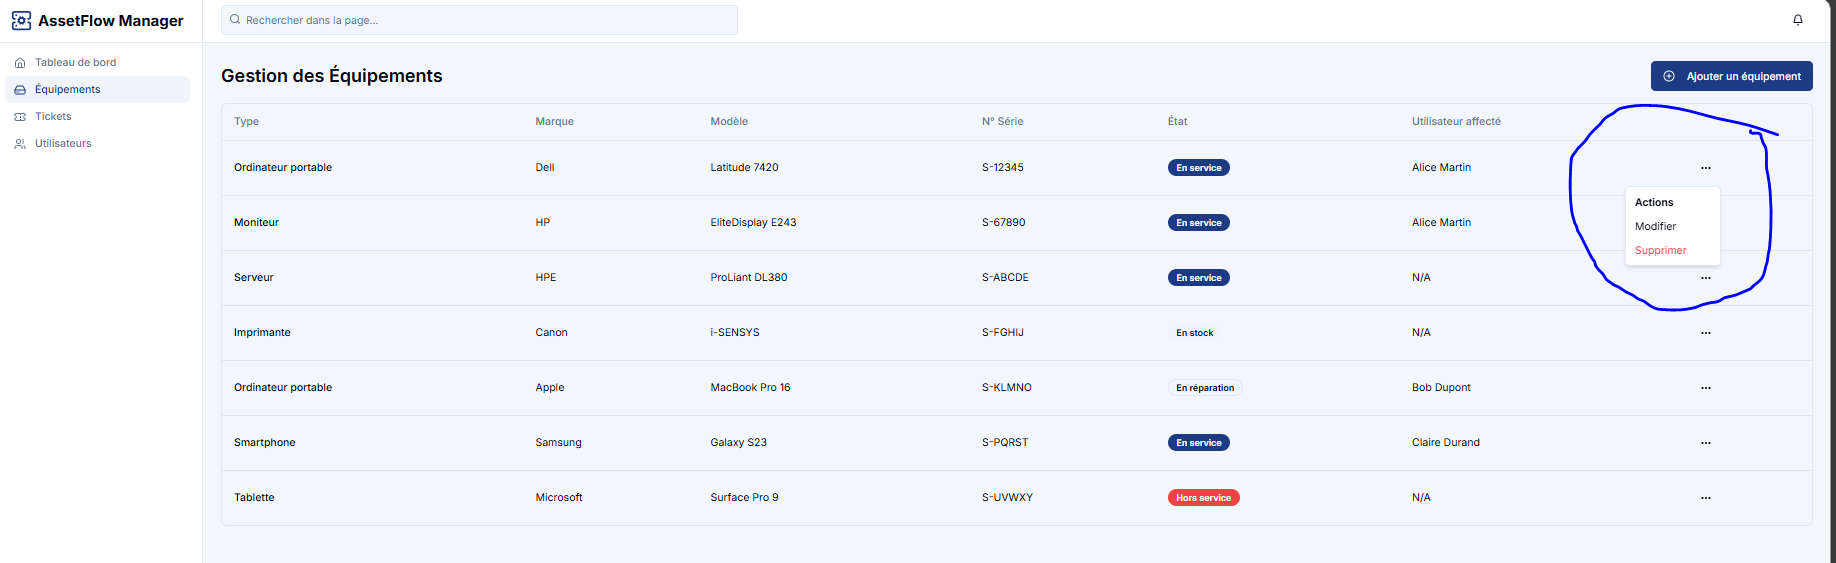 AssetFlow Manager
Rechercher dans la page...
Tableau de bord
Équipements
Tickets
Utilisateurs
Gestion des Équipements
Ajouter un équipement
Type Marque Modèle N° Série État Utilisateur affecté
Ordinateur portable Dell Latitude 7420 S-12345 En service Alice Martin ...
Actions
Modifier
Supprimer
Moniteur HP EliteDisplay E243 S-67890 En service Alice Martin
Serveur HPE ProLiant DL380 S-ABCDE En service N/A ...
Imprimante Canon i-SENSYS S-FGHIJ En stock N/A ...
Ordinateur portable Apple MacBook Pro 16 S-KLMNO En réparation Bob Dupont ...
Smartphone Samsung Galaxy S23 S-PQRST En service Claire Durand ...
Tablette Microsoft Surface Pro 9 S-UVWXY Hors service N/A ...